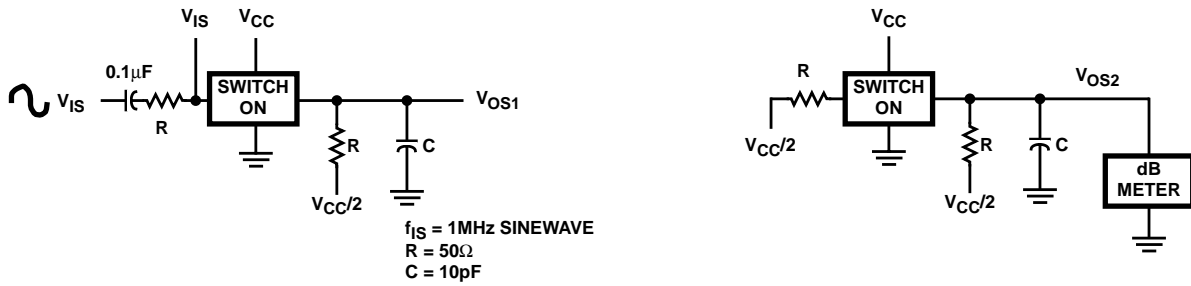 V_IS
V_CC
0.1μF
V_IS
R
SWITCH
ON
V_OS1
R
C
V_CC/2
f_IS = 1MHz SINEWAVE
R = 50Ω
C = 10pF
V_CC
R
SWITCH
ON
V_OS2
V_CC/2
R
C
V_CC/2
dB
METER